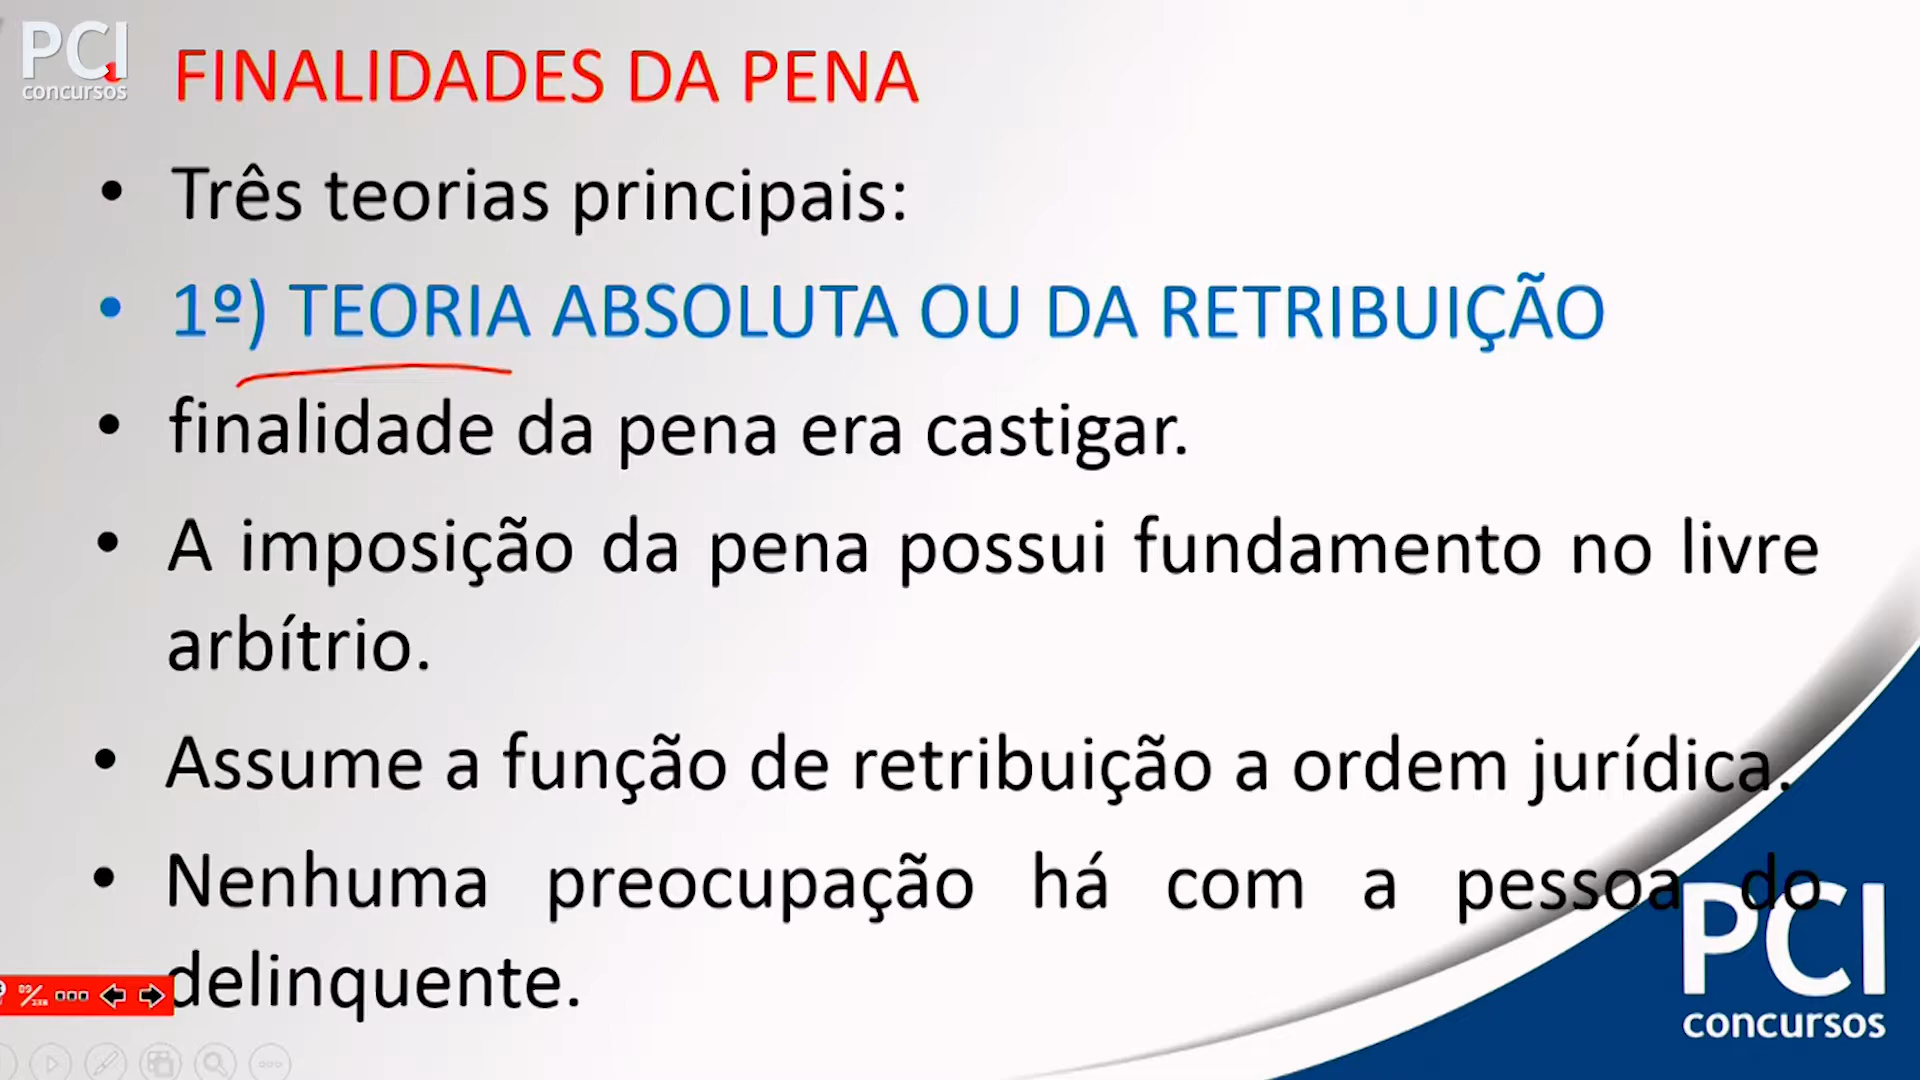 PCI
concursos
FINALIDADES DA PENA
• Três teorias principais:
• 1º) TEORIA ABSOLUTA OU DA RETRIBUIÇÃO
• finalidade da pena era castigar.
• A imposição da pena possui fundamento no livre
arbítrio.
• Assume a função de retribuição a ordem jurídica.
• Nenhuma preocupação há com a pessoa do
delinquente.
PCI
concursos